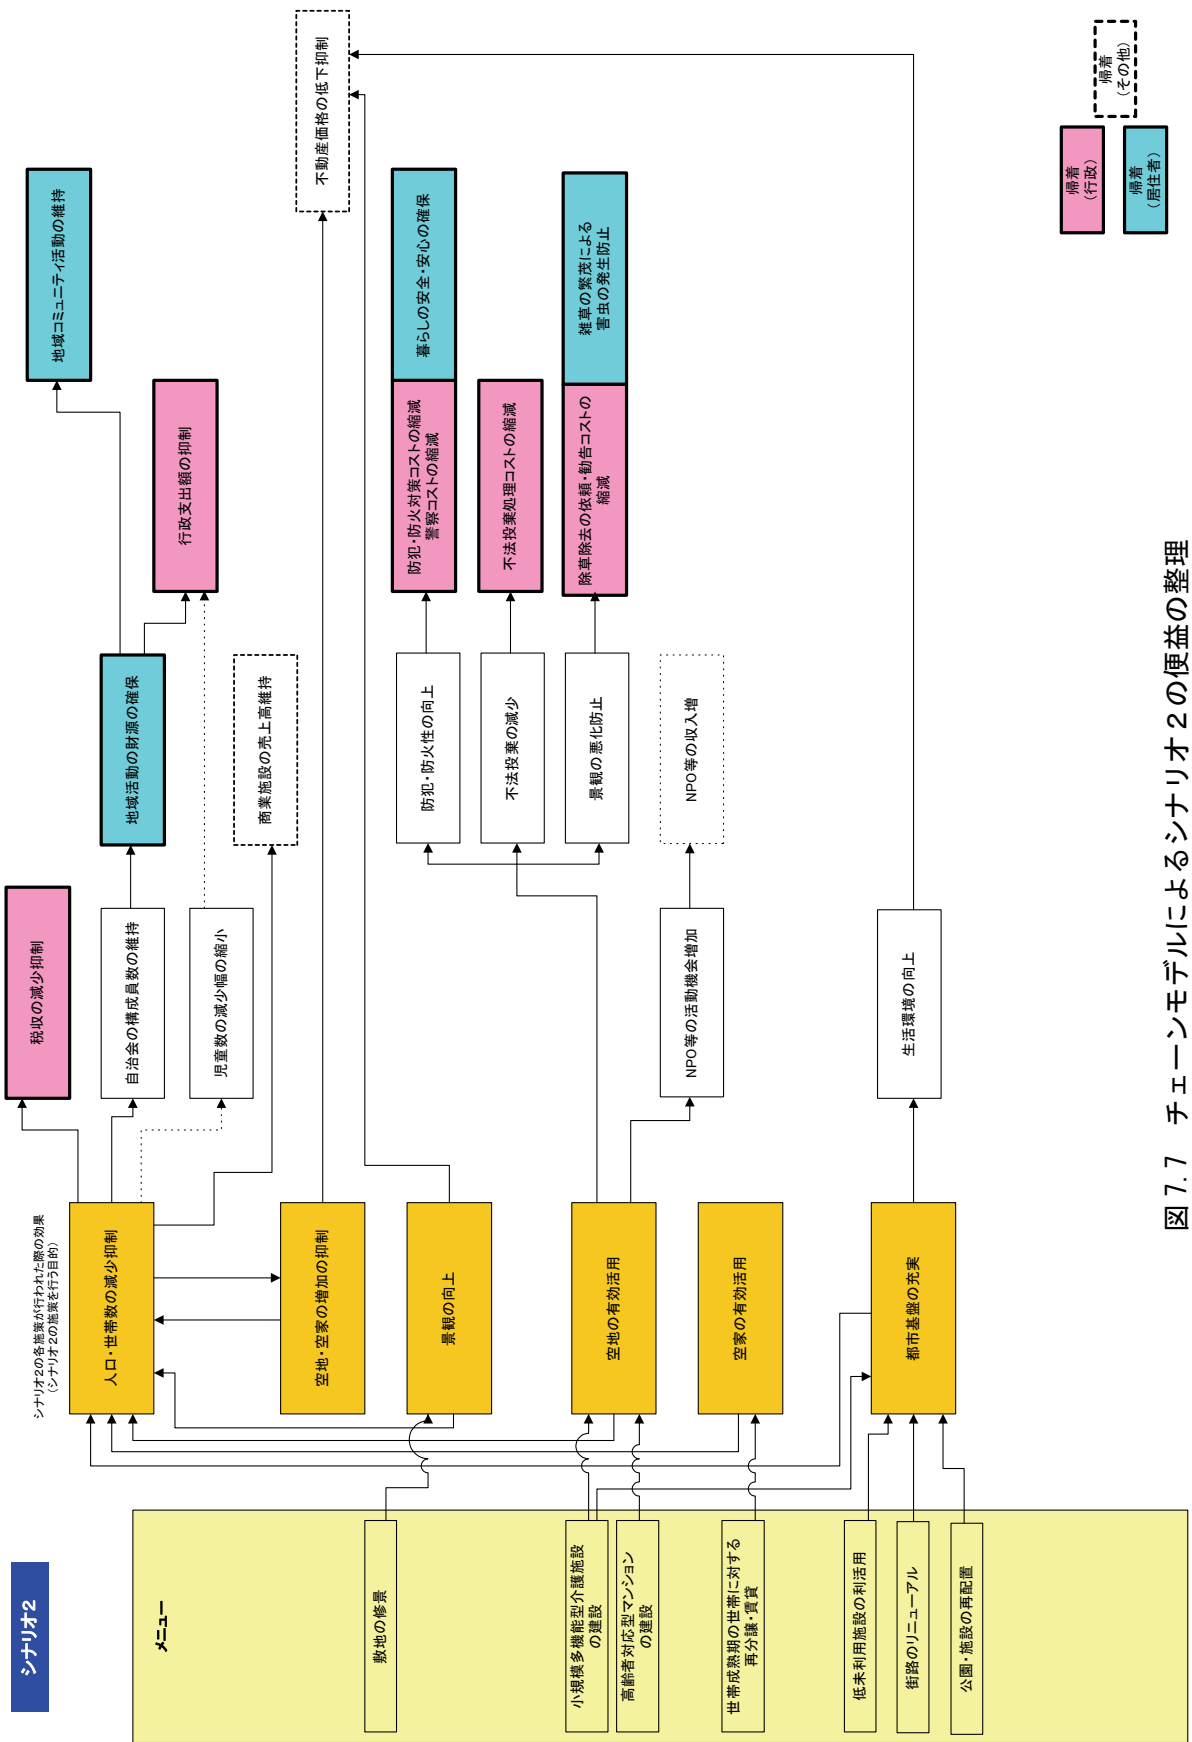 シナリオ2
メニュー
敷地の修景
小規模多機能型介護施設
の建設
高齢者対応型マンション
の建設
世帯成熟期の世帯に対する
再分譲・賃貸
低未利用施設の利活用
街路のリニューアル
公園・施設の再配置
シナリオ2の各施策が行われた際の効果
(シナリオ2の施策を行う目的)
人口・世帯数の減少抑制
空地・空家の増加の抑制
景観の向上
空地の有効活用
空家の有効活用
都市基盤の充実
税収の減少抑制
自治会の構成員数の維持
児童数の減少幅の縮小
NPO等の活動機会増加
生活環境の向上
地域活動の財源の確保
商業施設の売上高維持
防犯・防火性の向上
不法投棄の減少
景観の悪化防止
NPO等の収入増
行政支出額の抑制
防犯・防火対策コストの縮減
警察コストの縮減
不法投棄処理コストの縮減
除草除去の依頼・勧告コストの
縮減
地域コミュニティ活動の維持
暮らしの安全・安心の確保
雑草の繁茂による
害虫の発生防止
不動産価格の低下抑制
帰着
(行政)
帰着
(居住者)
帰着
(その他)
図 7.7 チェーンモデルによるシナリオ２の便益の整理